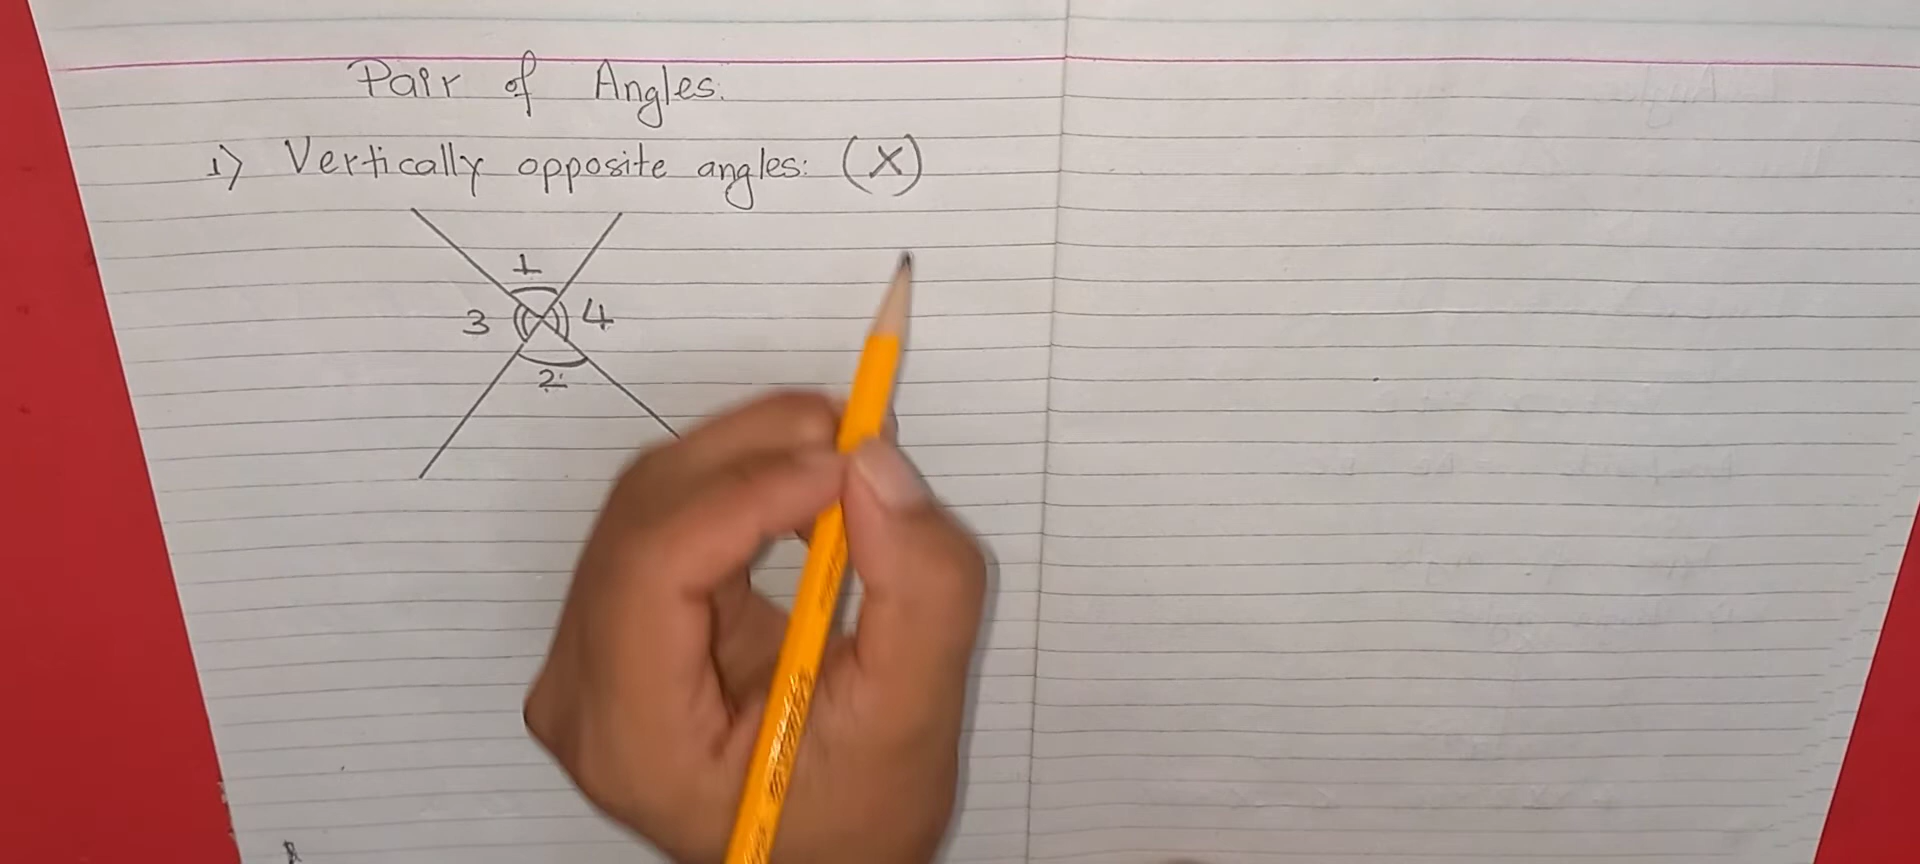 Pair of Angles.
1) Vertically opposite angles: (X)
1
3 4
2